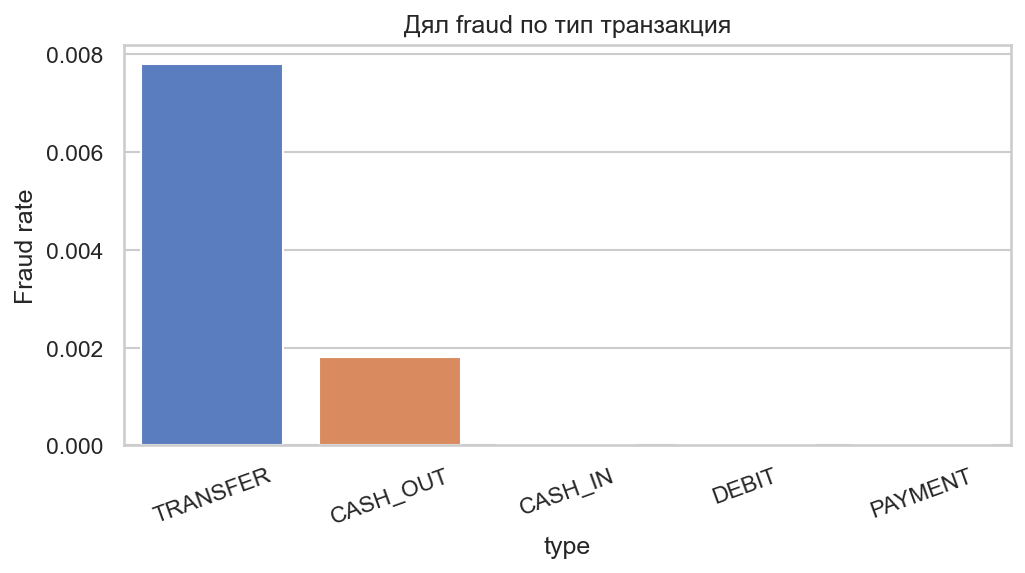 Дял fraud по тип транзакция
0.008
0.006
0.004
0.002
0.000
Fraud rate
TRANSFER
CASH_OUT
CASH_IN
DEBIT
PAYMENT
type